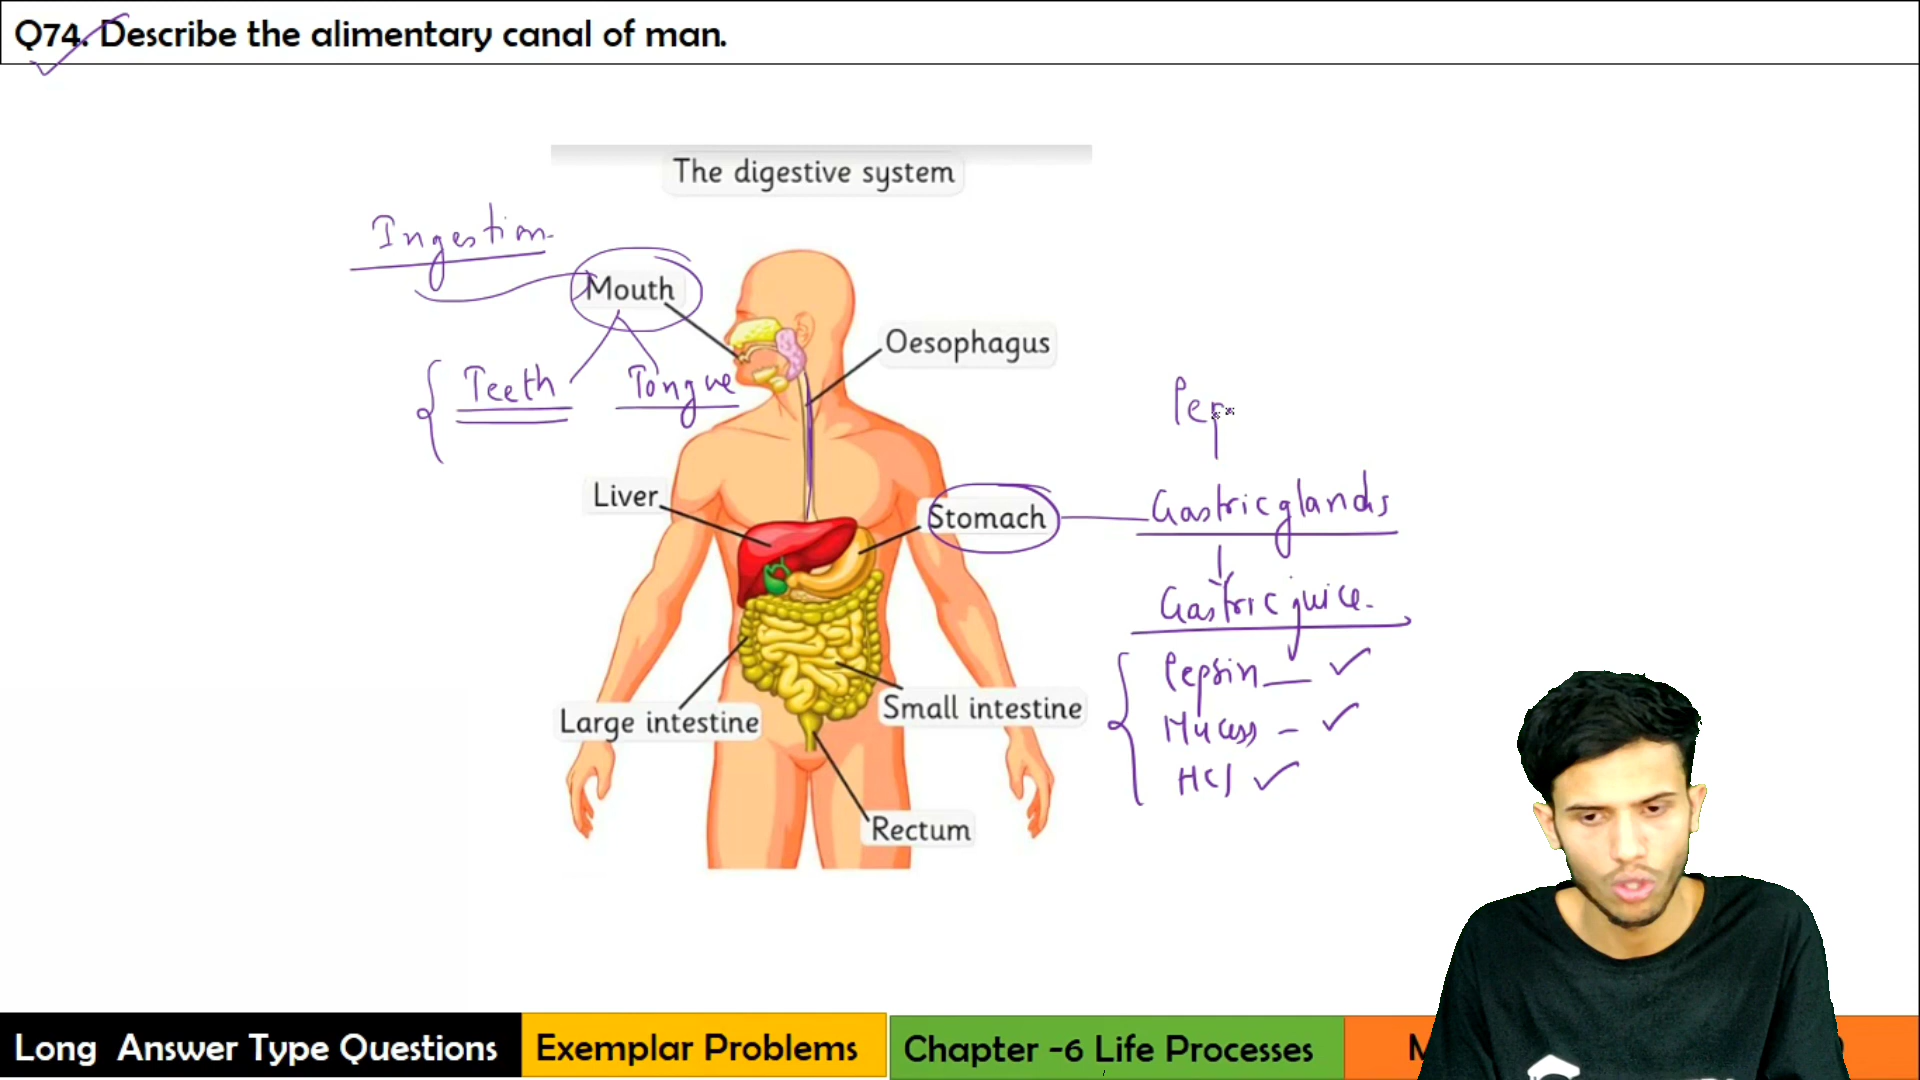 Q74. Describe the alimentary canal of man.
The digestive system
Ingestion
Mouth
Oesophagus
Teeth Tongue
Pep
Liver
Stomach
Gastric glands
Gastric juice.
Pepsin
Small intestine
Large intestine
HCl
Rectum
Long Answer Type Questions
Exemplar Problems
Chapter -6 Life Processes